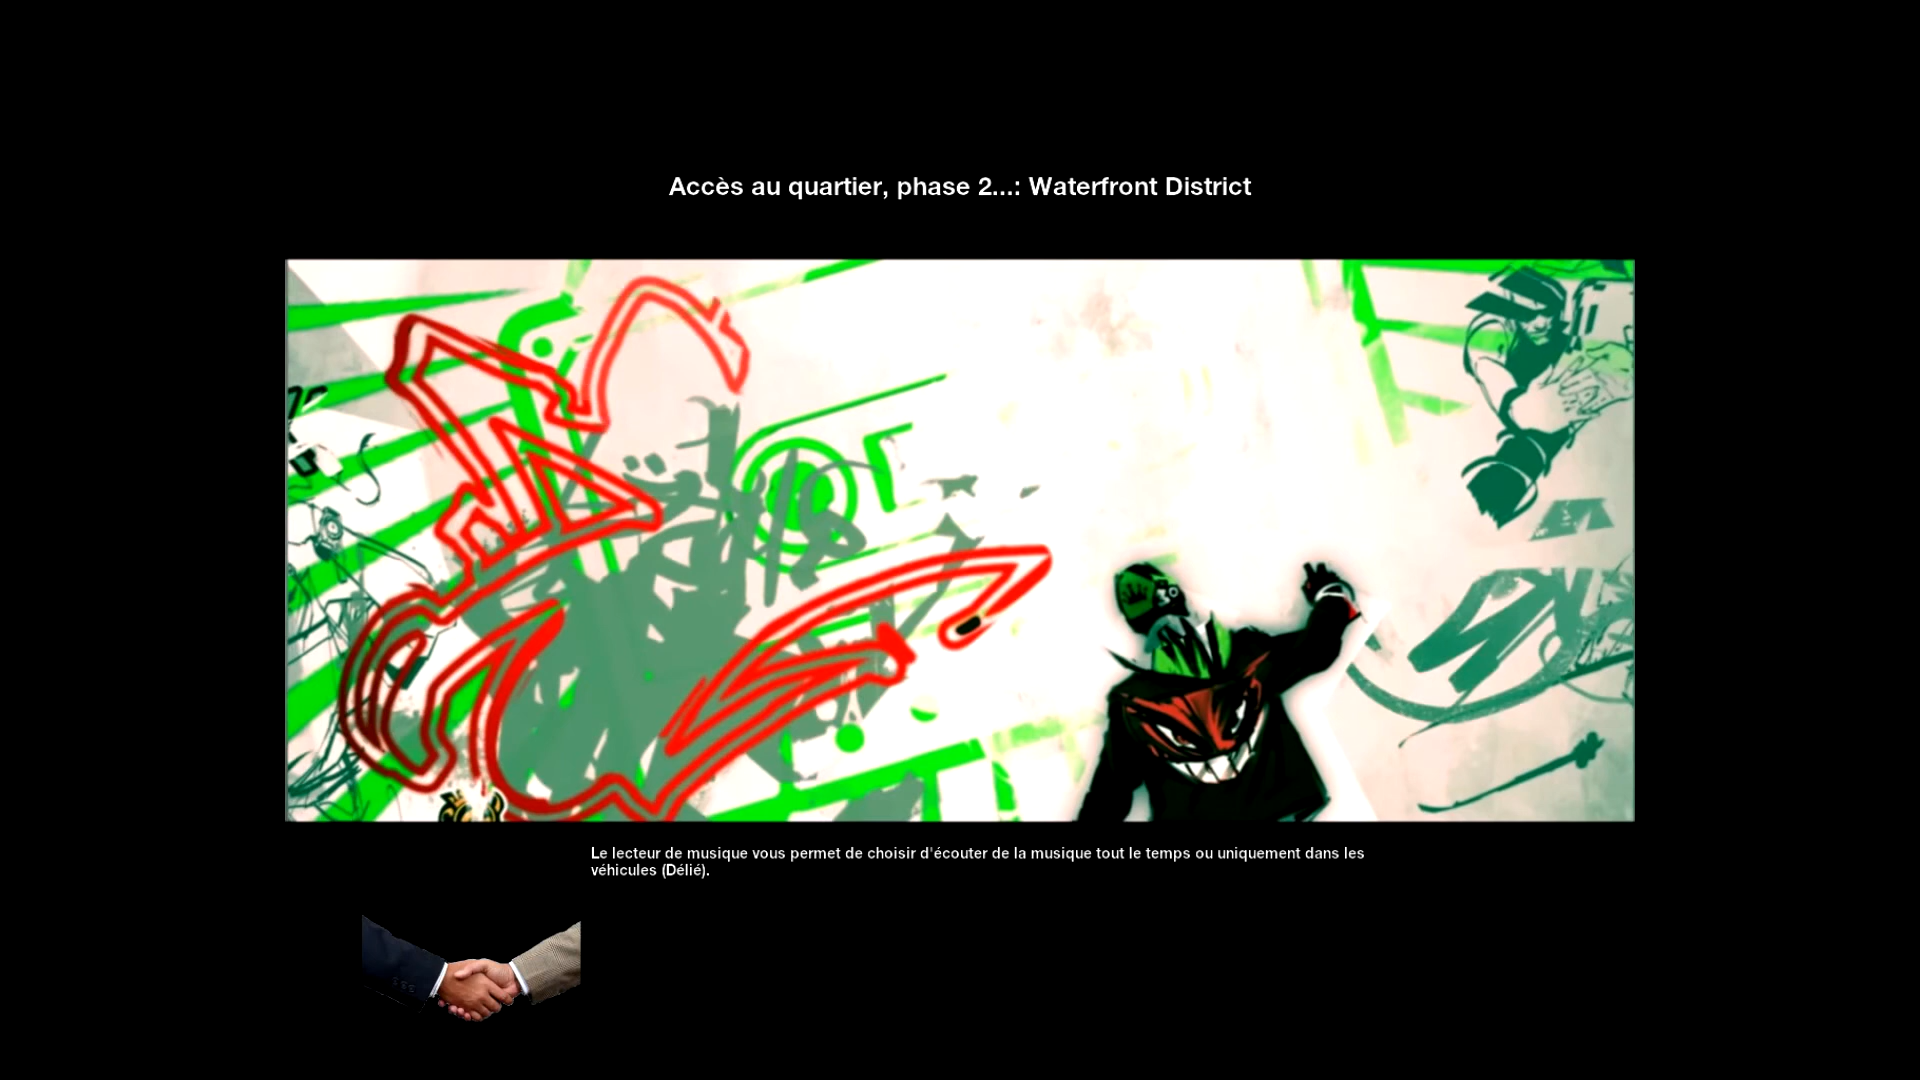 Accès au quartier, phase 2...: Waterfront District
Le lecteur de musique vous permet de choisir d'écouter de la musique tout le temps ou uniquement dans les
véhicules (Délié).